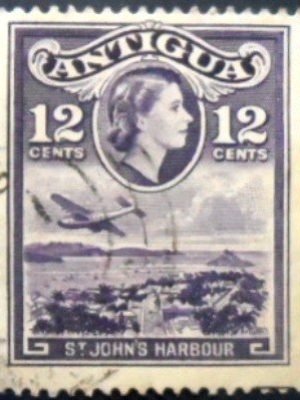 ANTIGUA
12 12
CENTS CENTS
ST JOHN'S HARBOUR